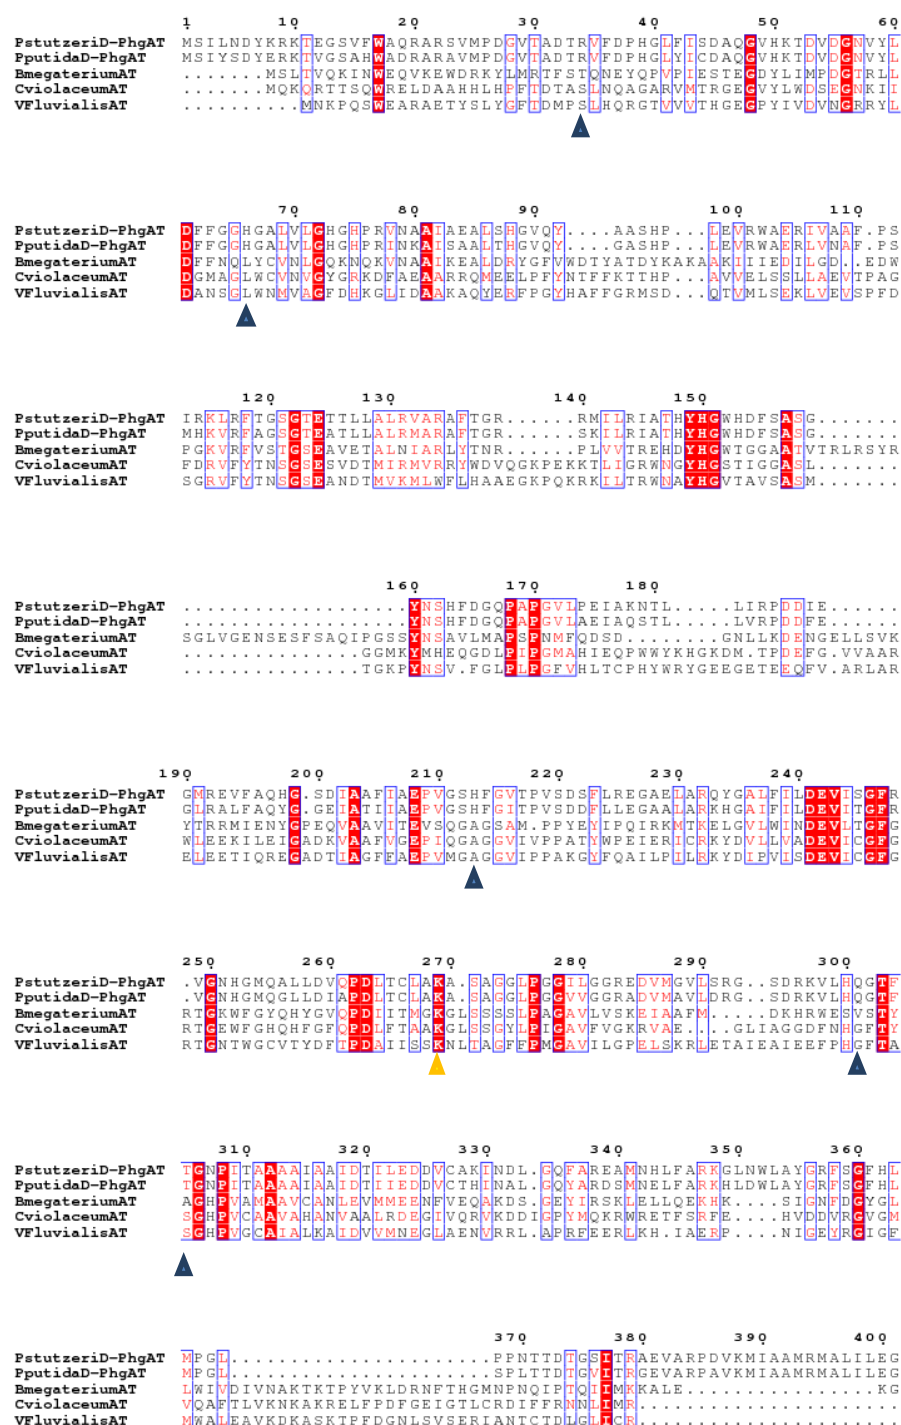 1 10 20 30 40 50 60
PstutzeriD-PhgAT MSILNDYKRKTEGSVFWAQRARSVMPDGVTADTRVFDPHGLFISDAQGVHKTDVDGNVYL
PputidaD-PhgAT MSIYSDYERKTVGSAHWADRARAVMPDGVTADTRVFDPHGLYICDAQGVHKTDVDGNVYL
BmegateriumAT .......MSLTVQKINWEQVKEWDRKYLMRTFSTQNEYQPVPIESTEGDYLIMPDGTRLL
CviolaceumAT .......MQKQRTTSQWRELDAAHHLHPFTDTASLNQAGARVMTRGEGVYLWDSEGNKII
VFluvialisAT ..........MNKPQSWEARAETYSLYGFTDMPSLHQRGTVVVTHGEGPYIVDVNGRRYL
70 80 90 100 110
PstutzeriD-PhgAT DFFGGHGALVLGHGHPRVNAAIAEALSHGVQY....AASHP...LEVRWAERIVAAF.PS
PputidaD-PhgAT DFFGGHGALVLGHGHPRINKAISAALTHGVQY....GASHP...LEVRWAERLVNAF.PS
BmegateriumAT DFFNQLYCVNLGQKNQKVNAAIKEALDRYGFVWDTYATDYKAKAAKIIIEDILGD..EDW
CviolaceumAT DGMAGLWCVNVGYGRKDFAEAARRQMEELPFYNTFFKTTHP...AVVELSSLLAEVTPAG
VFluvialisAT DANSGLWNMVAGFDHKGLIDAAKAQYERFPGYHAFFGRMSD...QTVMLSEKLVEVSPFD
120 130 140 150
PstutzeriD-PhgAT IRKLRFTGSGTETTLLALRVARAFTGR......RMILRIATHYHGWHDFSASG.......
PputidaD-PhgAT MHKVRFAGSGTEATLLALRMARAFTGR......SKILRIATHYHGWHDFSASG.......
BmegateriumAT PGKVRFVSTGSEAVETALNIARLYTNR......PLVVTREHDYHGWTGGAATVTRLRSYR
CviolaceumAT FDRVFYTNSGSESVDTMIRMVRRYWDVQGKPEKKTLIGRWNGYHGSTIGGASL.......
VFluvialisAT SGRVFYTNSGSEANDTMVKMLWFLHAAEGKPQKRKILTRWNAYHGVTAVSASM.......
160 170 180
PstutzeriD-PhgAT ...................YNSHFDGQPAPGVLPEIAKNTL.....LIRPDDIE......
PputidaD-PhgAT ...................YNSHFDGQPAPGVLAEIAQSTL.....LVRPDDFE......
BmegateriumAT SGLVGENSESFSAQIPGSSYNSAVLMAPSPNMFQDSD.......GNLLKDENGELLSVK
CviolaceumAT ...............GGMKYMHEQGDLPIPGMAHIEQPWWYKHGKDM.TPDEFG.VVAAR
VFluvialisAT ...............TGKPYNSV.FGLPLPGFVHLTCPHYWRYGEEGETEEQFV.ARLAR
190 200 210 220 230 240
PstutzeriD-PhgAT GMREVFAQHG.SDIAAFIAEPVGSHFGVTPVSDSFLREGAELARQYGALFILDEVISGFR
PputidaD-PhgAT GLRALFAQYG.GEIATIIAEPVGSHFGITPVSDDFLLEGAALARKHGAIFILDEVITGFR
BmegateriumAT YTRRMIENYGPEQVAAVITEVSQGAGSAM.PPYEYIPQIRKMTKELGVLWINDEVLTGFG
CviolaceumAT WLEEKILEIGADKVAAFVGEPIQGAGGVIVPPATYWPEIERICRKYDVLLVADEVICGFG
VFluvialisAT ELEETIQREGADTIAGFFAEPVMGAGGVIPPAKGYFQAILPILRKYDIPVISDEVICGFG
250 260 270 280 290 300
PstutzeriD-PhgAT .VGNHGMQALLDVQPDLTCLAKA.SAGGLPGGILGGREDVMGVLSRG..SDRKVLHQGTF
PputidaD-PhgAT .VGNHGMQGLLDIAPDLTCLAKA.SAGGLPGGVVGGRADVMAVLDRG..SDRKVLHQGTF
BmegateriumAT RTGKWFGYQHYGVQPDIITMGKGLSSSSLPAGAVLVSKEIAAFM.....DKHRWESVSTY
CviolaceumAT RTGEWFGHQHFGFQPDLFTAAKGLSSGYLPIGAVFVGKRVAE....GLIAGGDFNHGFTY
VFluvialisAT RTGNTWGCVTYDFTPDAIISSKNLTAGFFPMGAVILGPELSKRLETAIEAIEEFPHGFTA
310 320 330 340 350 360
PstutzeriD-PhgAT TGNPITAAAAIAAIDTILEDDVCAKINDL.GQFAREAMNHLFARKGLNWLAYGRFSGFHL
PputidaD-PhgAT TGNPITAAAAIAAIDTIIEDDVCTHINAL.GQYARDSMNELFARKHLDWLAYGRFSGFHL
BmegateriumAT AGHPVAMAAVCANLEVMMEENFVEQAKDS.GEYIRSKLELLQEKHK....SIGNFDGYGL
CviolaceumAT SGHPVCAAVAHANVAALRDEGIVQRVKDDIGPYMQKRWRETFSRFE....HVDDVRGVGM
VFluvialisAT SGHPVGCAIALKAIDVVMNEGLAENVRRL.APRFEERLKH.IAERP....NIGEYRGIGF
370 380 390 400
PstutzeriD-PhgAT MPGL......................PPNTTDTGSITRAEVARPDVKMIAAMRMALILEG
PputidaD-PhgAT MPGL......................SPLTTDTGVITRGEVARPAVKMIAAMRMALILEG
BmegateriumAT LWIVDIVNAKTKTPYVKLDRNFTHGMNPNQIPTQIIMKKALE................KG
CviolaceumAT VQAFTLVKNKAKRELFPDFGEIGTLCRDIFFRNNLIMR......................
VFluvialisAT MWALEAVKDKASKTPFDGNLSVSERIANTCTDLGLICR......................